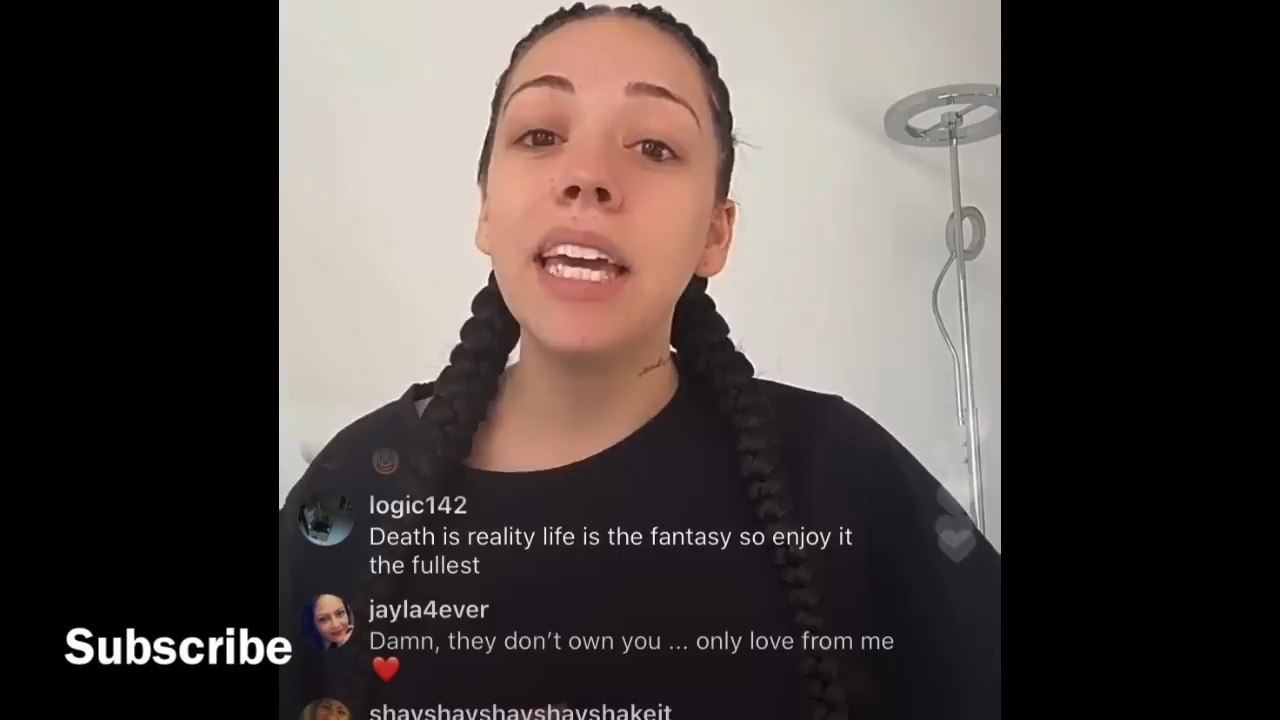 logic142
Death is reality life is the fantasy so enjoy it
the fullest
jayla4ever
Damn, they don’t own you ... only love from me
❤️
Subscribe
shayshayshayshayshakeit